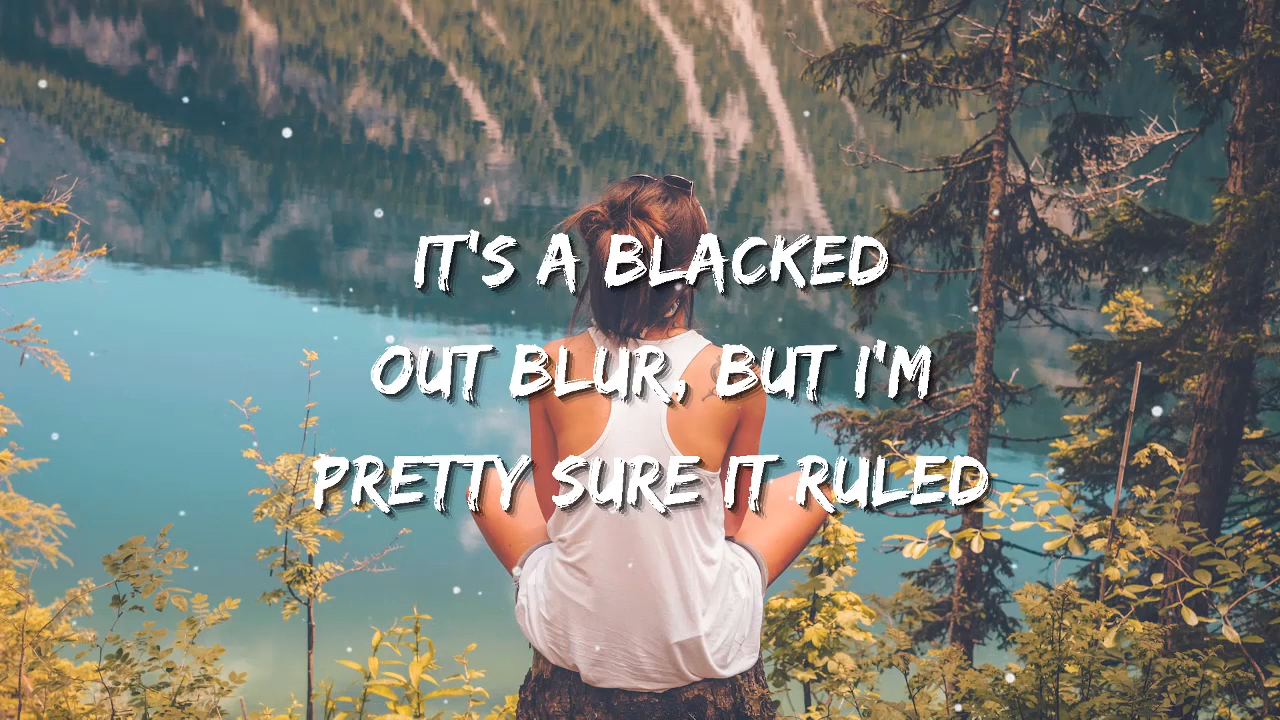 IT'S A BLACKED
OUT BLUR, BUT I'M
PRETTY SURE IT RULED